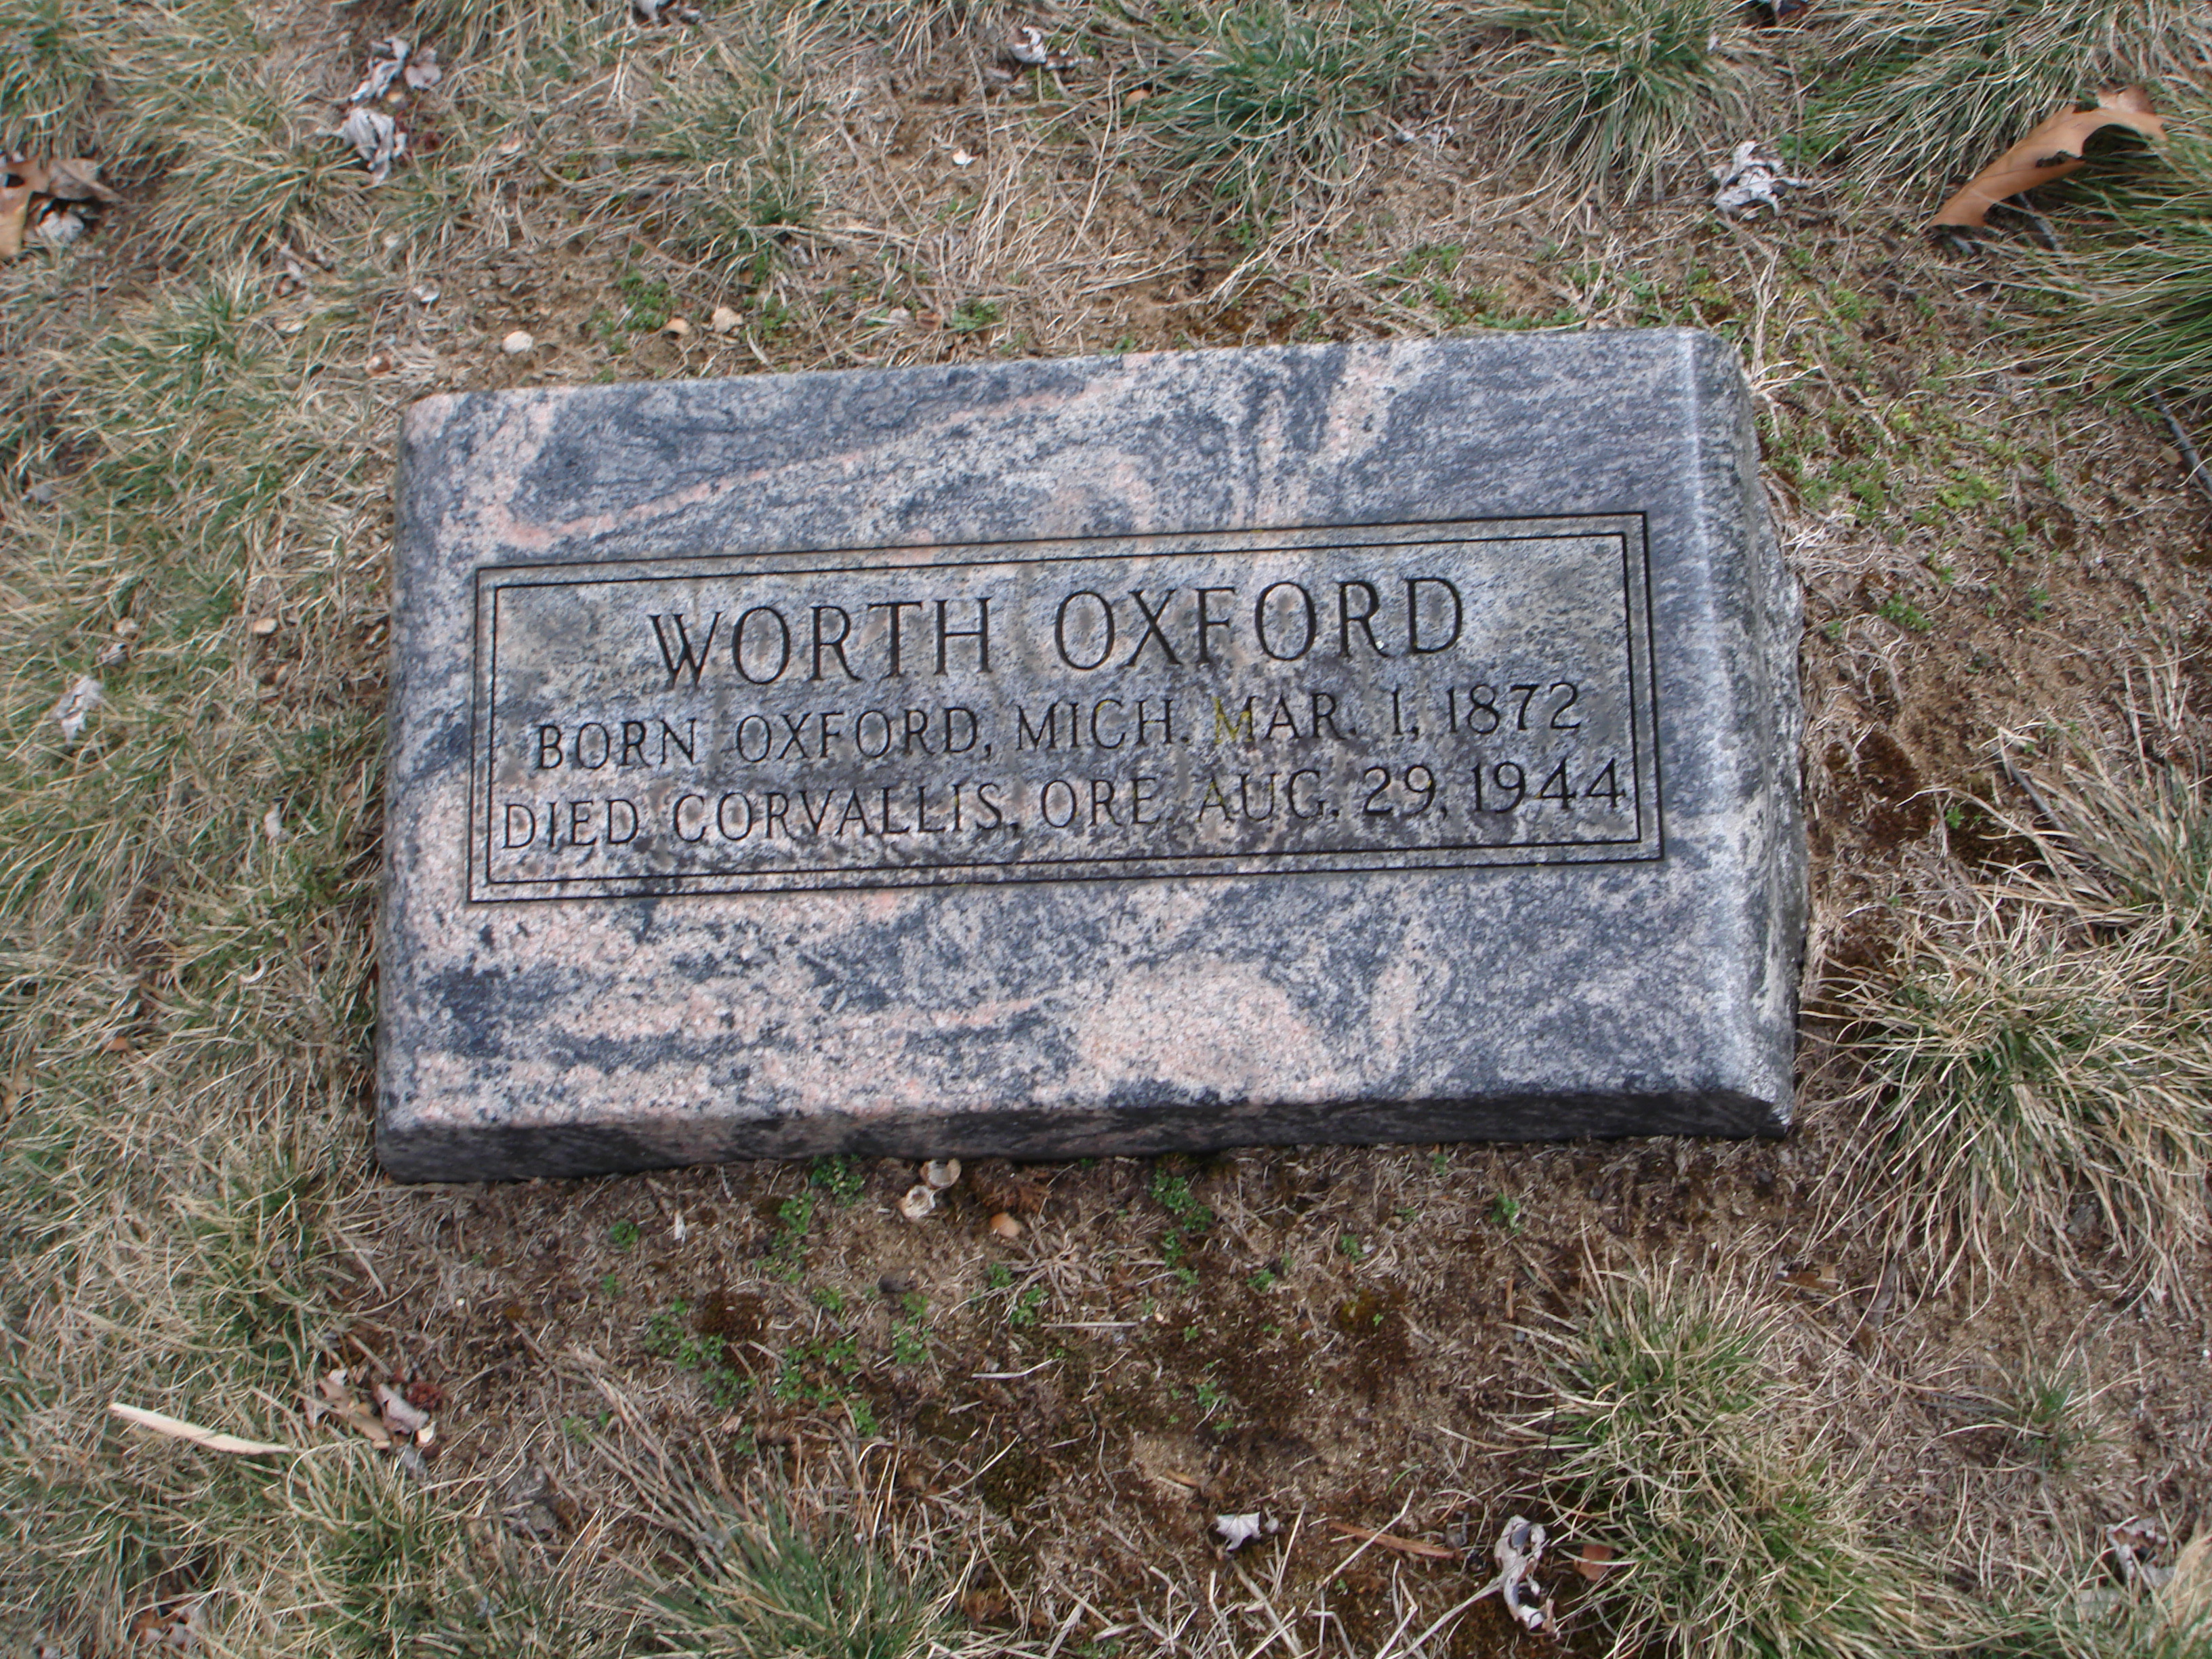 WORTH OXFORD
BORN OXFORD, MICH. MAR. 1, 1872
DIED CORVALLIS, ORE. AUG. 29, 1944